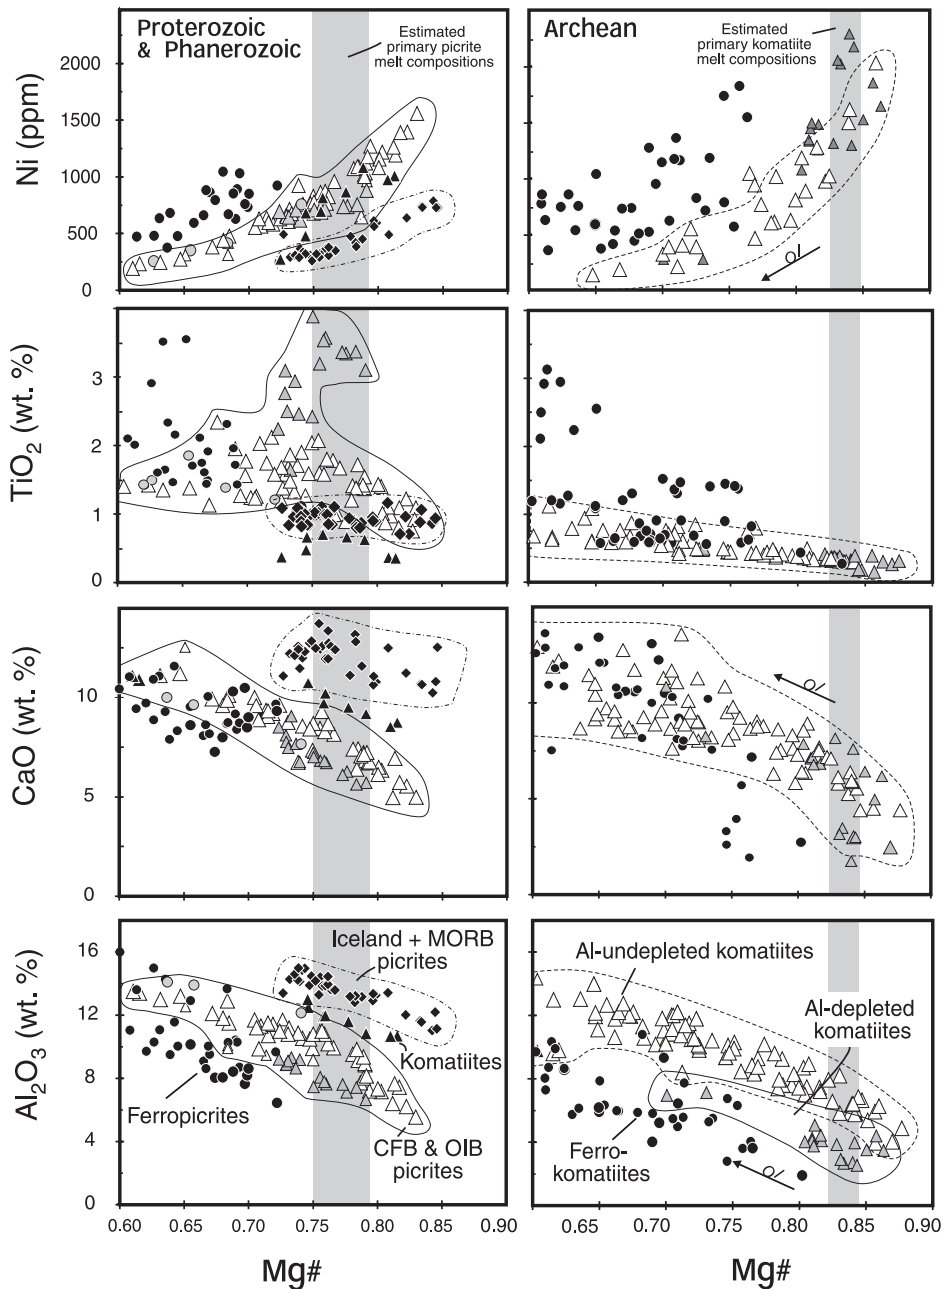 Proterozoic
& Phanerozoic
Estimated
primary picrite
melt compositions
Archean
Estimated
primary komatiite
melt compositions
Ni (ppm)
2000
1500
1000
500
0
ol
TiO2 (wt. %)
3
2
1
0
CaO (wt. %)
10
5
0
ol
Al2O3 (wt. %)
16
12
8
4
0
Iceland + MORB
picrites
Komatiites
Ferropicrites
CFB & OIB
picrites
Al-undepleted komatiites
Al-depleted
komatiites
Ferro-
komatiites
ol
0.60 0.65 0.70 0.75 0.80 0.90
0.65 0.70 0.75 0.80 0.85 0.90
Mg#
Mg#